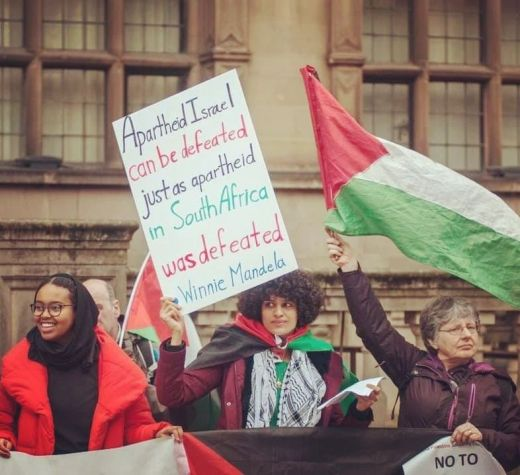 Apartheid Israel
can be defeated
just as apartheid
in South Africa
was defeated
Winnie Mandela
NO TO